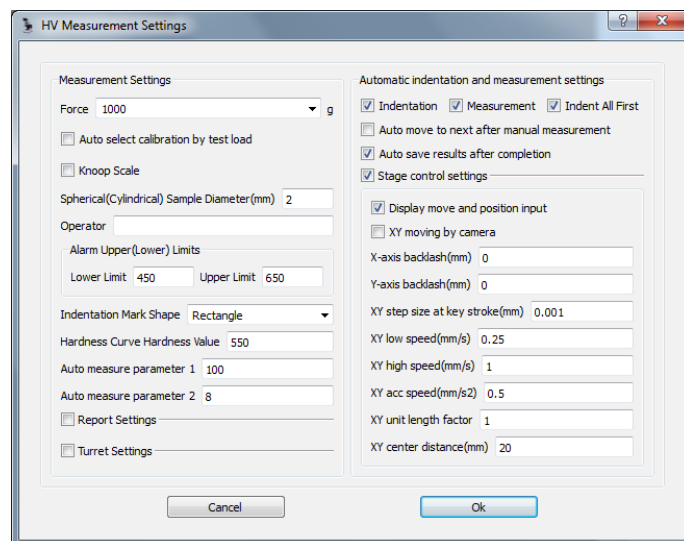 HV Measurement Settings
Measurement Settings
Force 1000 g
Auto select calibration by test load
Knoop Scale
Spherical(Cylindrical) Sample Diameter(mm) 2
Operator
Alarm Upper(Lower) Limits
Lower Limit 450 Upper Limit 650
Indentation Mark Shape Rectangle
Hardness Curve Hardness Value 550
Auto measure parameter 1 100
Auto measure parameter 2 8
Report Settings
Turret Settings
Automatic indentation and measurement settings
Indentation Measurement Indent All First
Auto move to next after manual measurement
Auto save results after completion
Stage control settings
Display move and position input
XY moving by camera
X-axis backlash(mm) 0
Y-axis backlash(mm) 0
XY step size at key stroke(mm) 0.001
XY low speed(mm/s) 0.25
XY high speed(mm/s) 1
XY acc speed(mm/s2) 0.5
XY unit length factor 1
XY center distance(mm) 20
Cancel Ok